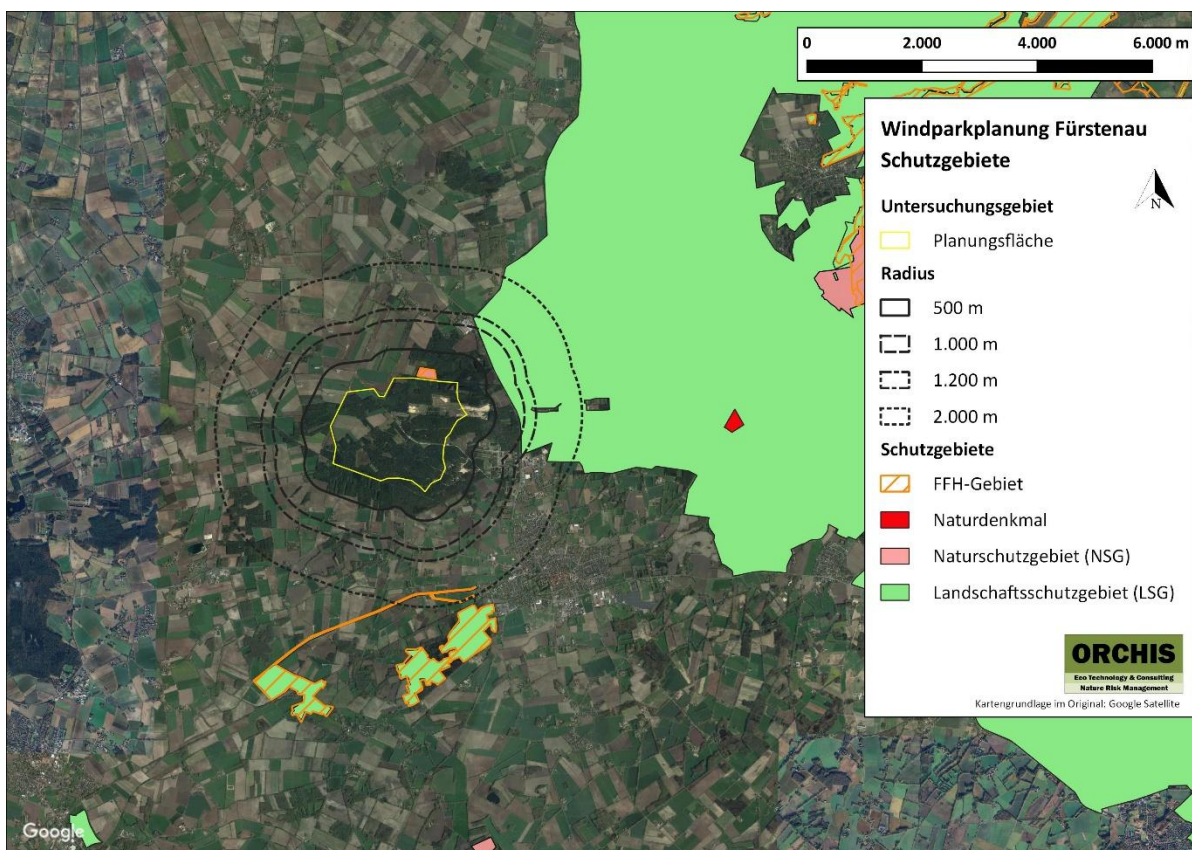 0 2.000 4.000 6.000 m
Windparkplanung Fürstenau
Schutzgebiete
N
Untersuchungsgebiet
Planungsfläche
Radius
500 m
1.000 m
1.200 m
2.000 m
Schutzgebiete
FFH-Gebiet
Naturdenkmal
Naturschutzgebiet (NSG)
Landschaftsschutzgebiet (LSG)
ORCHIS
Eco Technology & Consulting
Nature Risk Management
Kartengrundlage im Original: Google Satellite
Google